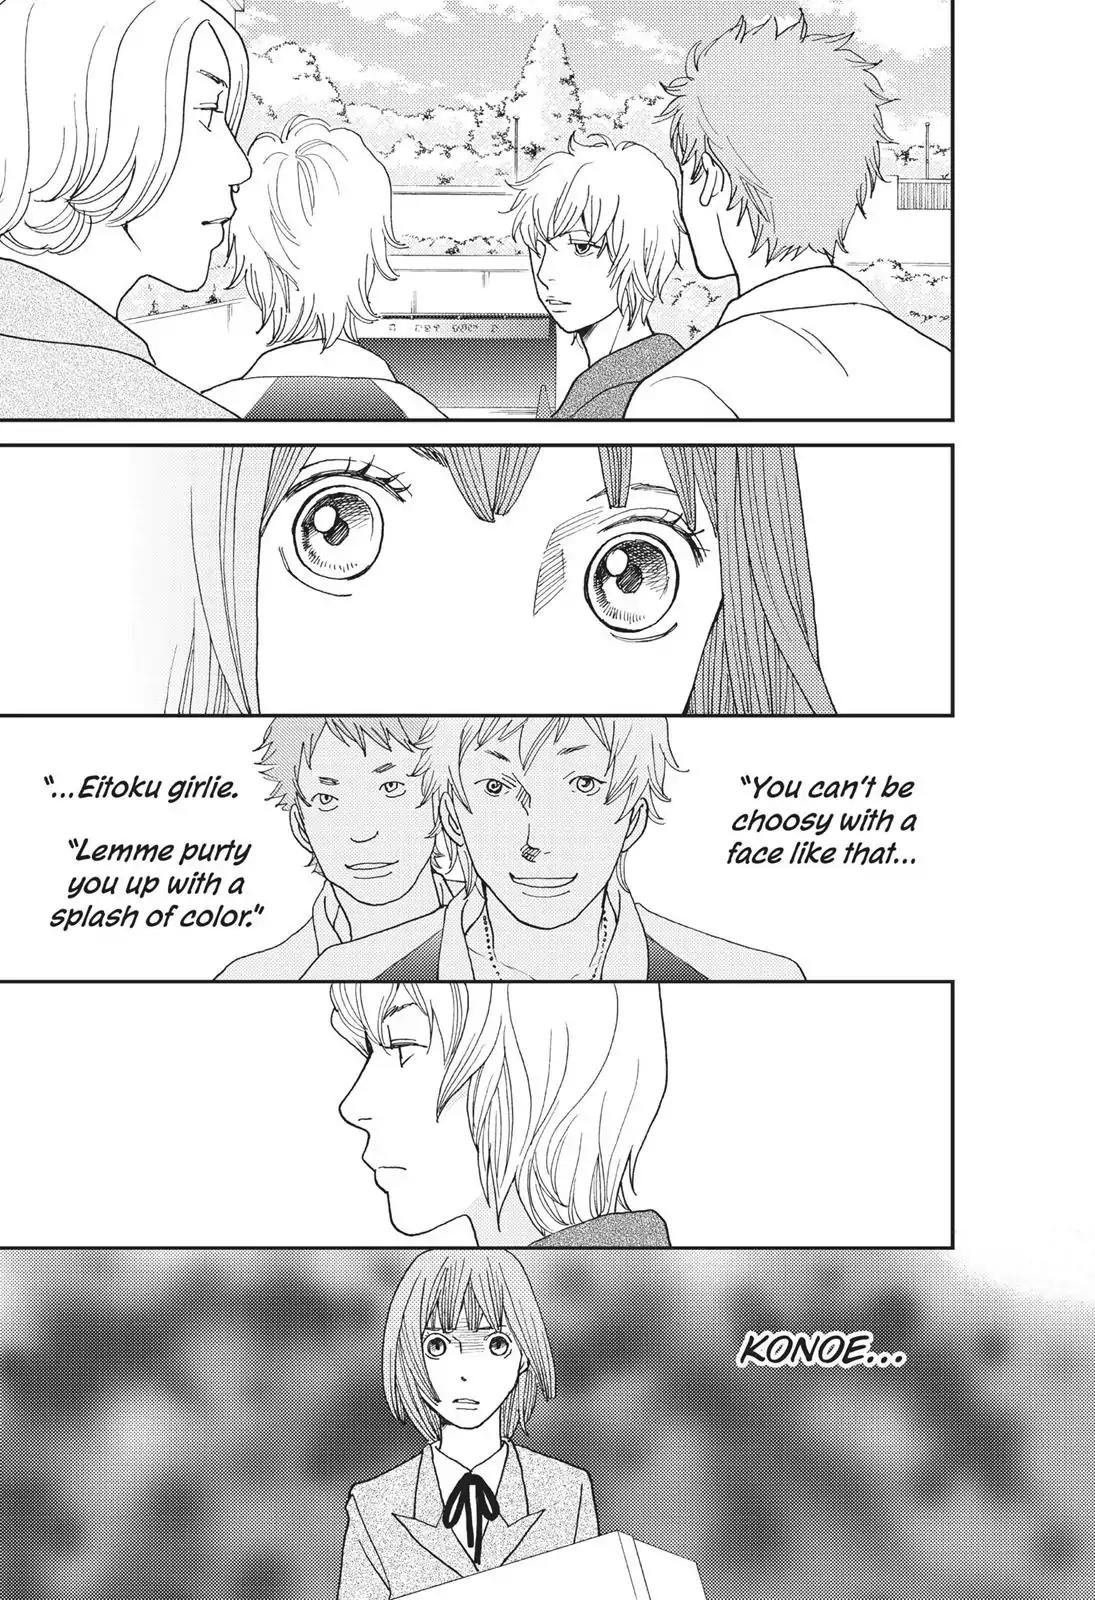 "You can't be
choosy with a
face like that...
"...Eitoku girlie.
"Lemme purty
you up with a
splash of color."
KONOE...